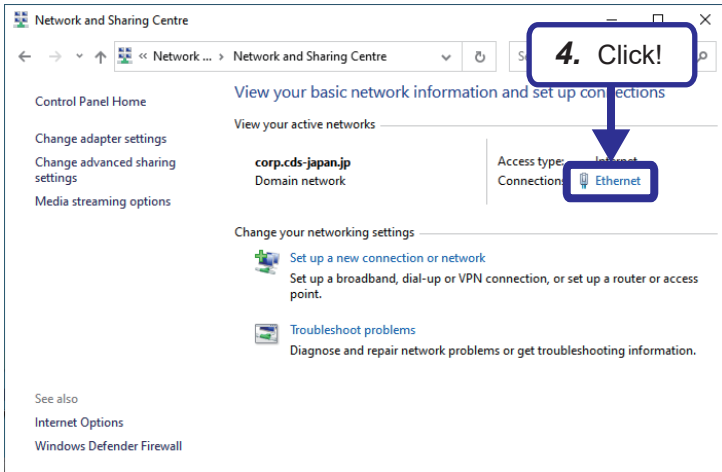 Network and Sharing Centre
« Network ... › Network and Sharing Centre
4. Click!
Control Panel Home
Change adapter settings
Change advanced sharing
settings
Media streaming options
View your basic network information and set up connections
View your active networks
corp.cds-japan.jp
Domain network
Access type: Internet
Connections: Ethernet
Change your networking settings
Set up a new connection or network
Set up a broadband, dial-up or VPN connection, or set up a router or access
point.
Troubleshoot problems
Diagnose and repair network problems or get troubleshooting information.
See also
Internet Options
Windows Defender Firewall